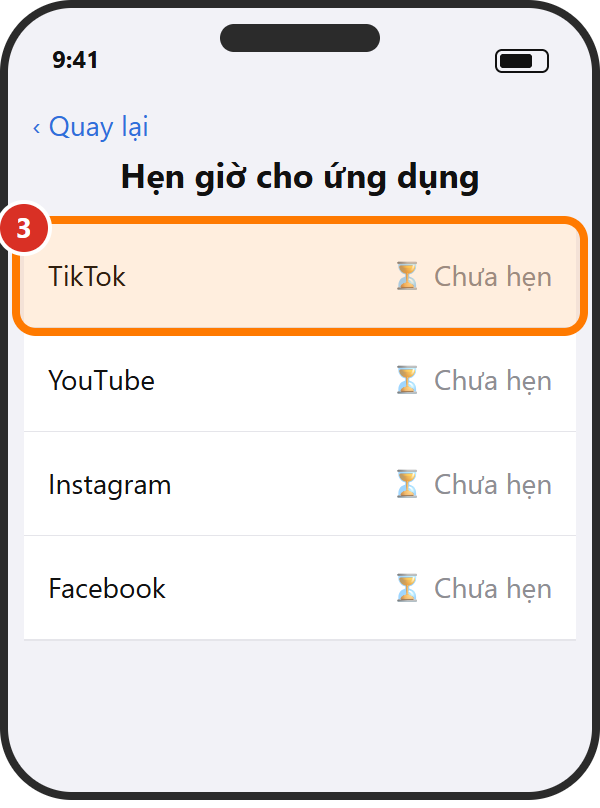 9:41
‹ Quay lại
Hẹn giờ cho ứng dụng
3
TikTok ⏳ Chưa hẹn
YouTube ⏳ Chưa hẹn
Instagram ⏳ Chưa hẹn
Facebook ⏳ Chưa hẹn